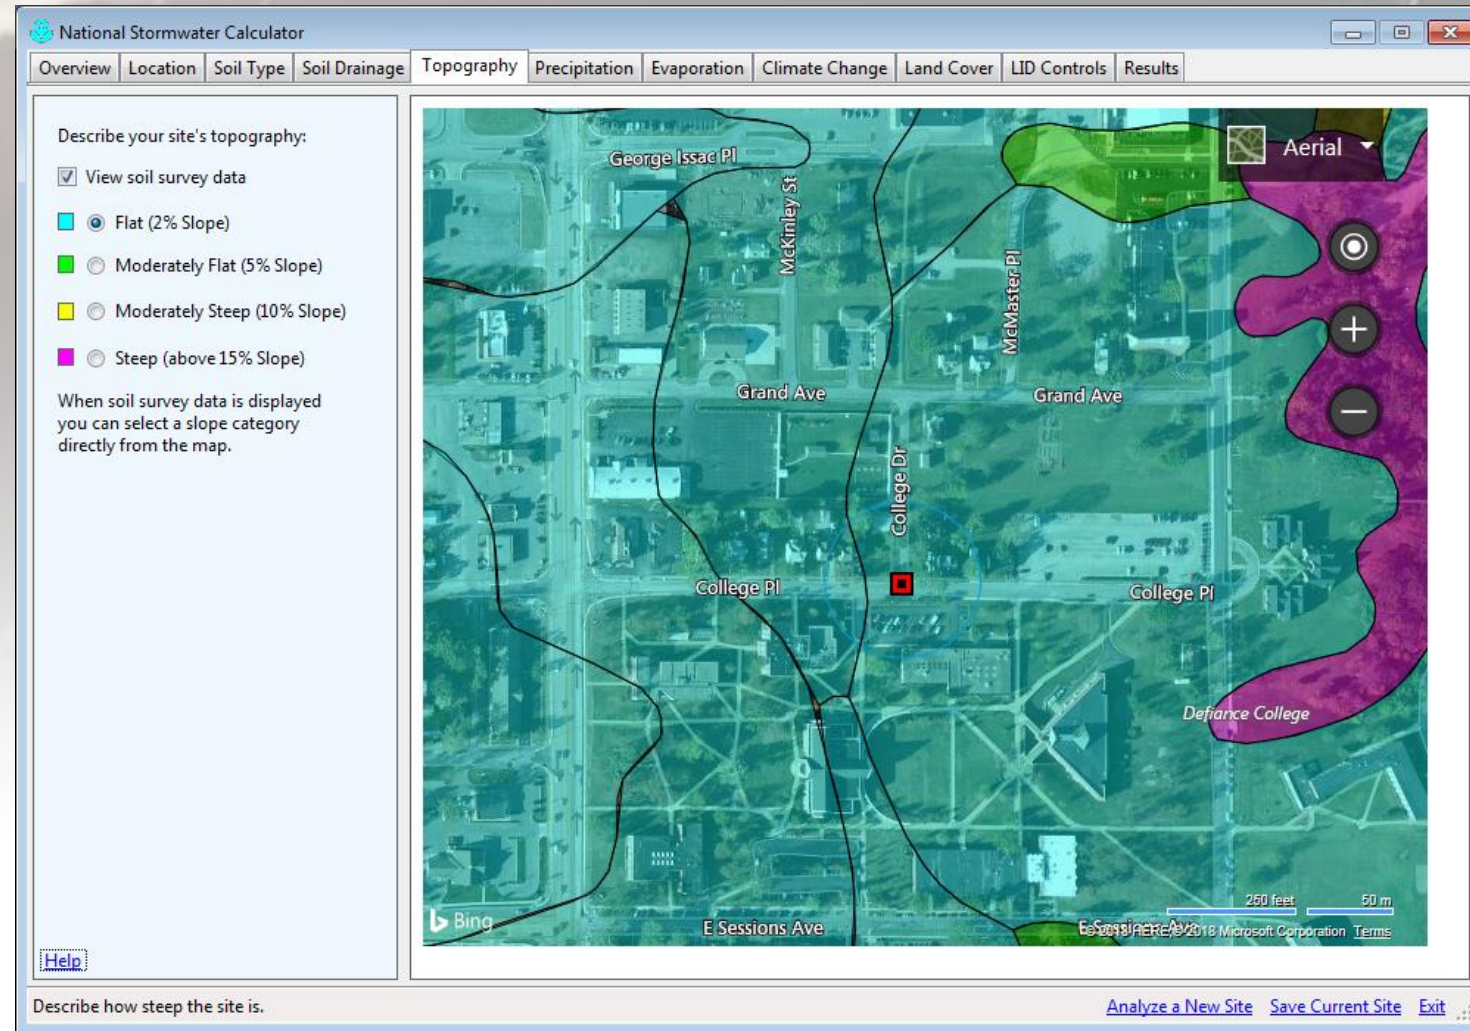 National Stormwater Calculator
Overview Location Soil Type Soil Drainage Topography Precipitation Evaporation Climate Change Land Cover LID Controls Results
Describe your site's topography:
View soil survey data
Flat (2% Slope)
Moderately Flat (5% Slope)
Moderately Steep (10% Slope)
Steep (above 15% Slope)
When soil survey data is displayed
you can select a slope category
directly from the map.
Help
Aerial
George Issac Pl
McKinley St
McMaster Pl
Grand Ave Grand Ave
College Dr
College Pl College Pl
Defiance College
250 feet 50 m
Bing
E Sessions Ave E Sessions Ave
2018 Microsoft Corporation Terms
Describe how steep the site is.
Analyze a New Site Save Current Site Exit